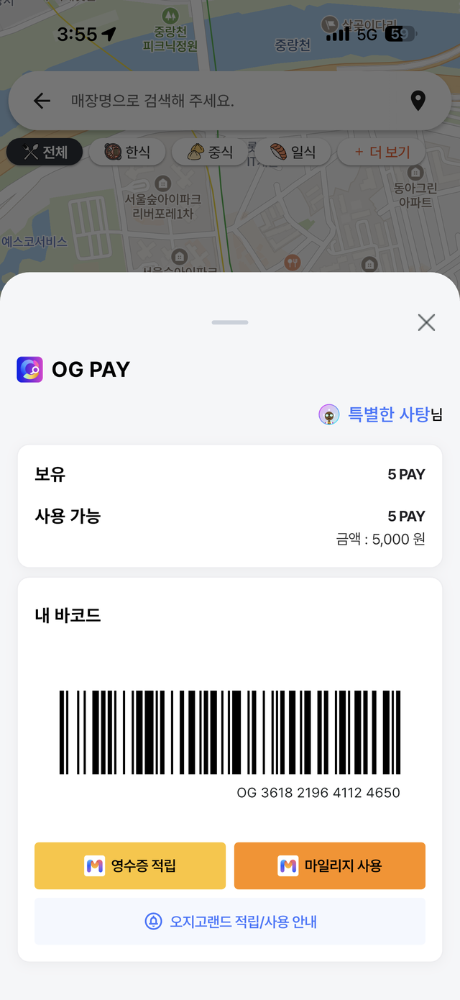 3:55
5G
59
중랑천
피크닉정원
살곶이다리
중랑천
매장명으로 검색해 주세요.
전체
한식
중식
일식
+ 더 보기
서울숲아이파크
리버포레1차
동아그린
아파트
예스코서비스
서울숲아이파크
OG PAY
특별한 사탕님
보유
5 PAY
사용 가능
5 PAY
금액 : 5,000 원
내 바코드
OG 3618 2196 4112 4650
영수증 적립
마일리지 사용
오지고랜드 적립/사용 안내